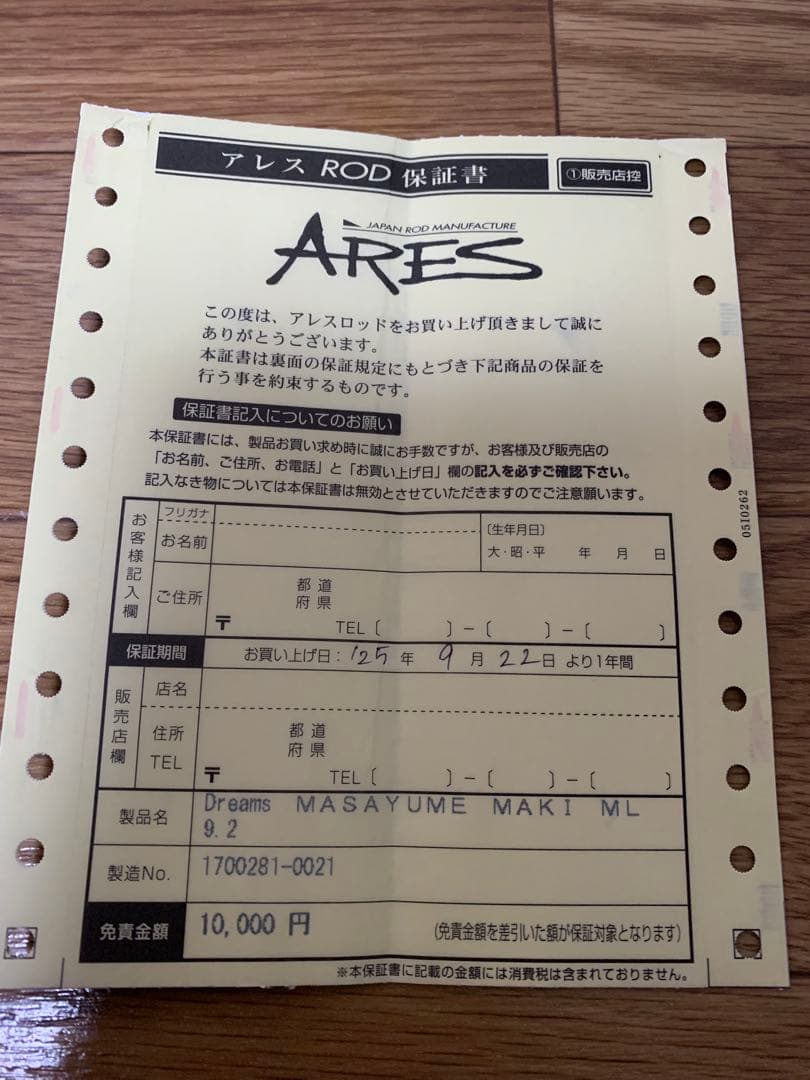 アレス ROD 保証書
①販売店控
JAPAN ROD MANUFACTURE
ARES
この度は、アレスロッドをお買い上げ頂きまして誠に
ありがとうございます。
本証書は裏面の保証規定にもとづき下記商品の保証を
行う事を約束するものです。
保証書記入についてのお願い
本保証書には、製品お買い求め時に誠にお手数ですが、お客様及び販売店の
「お名前、ご住所、お電話」と「お買い上げ日」欄の記入を必ずご確認下さい。
記入なき物については本保証書は無効とさせていただきますのでご注意願います。
0510262
お客様記入欄
フリガナ
お名前
〔生年月日〕
大・昭・平 年 月 日
ご住所
都道
府県
〒 TEL〔 〕-〔 〕-〔 〕
保証期間
お買い上げ日：'25年 9月 22日 より1年間
販売店欄
店名
住所
TEL
都道
府県
〒 TEL〔 〕-〔 〕-〔 〕
製品名
Dreams MASAYUME MAKI ML
9.2
製造No.
1700281-0021
免責金額
10,000 円
(免責金額を差引いた額が保証対象となります)
※本保証書に記載の金額には消費税は含まれておりません。